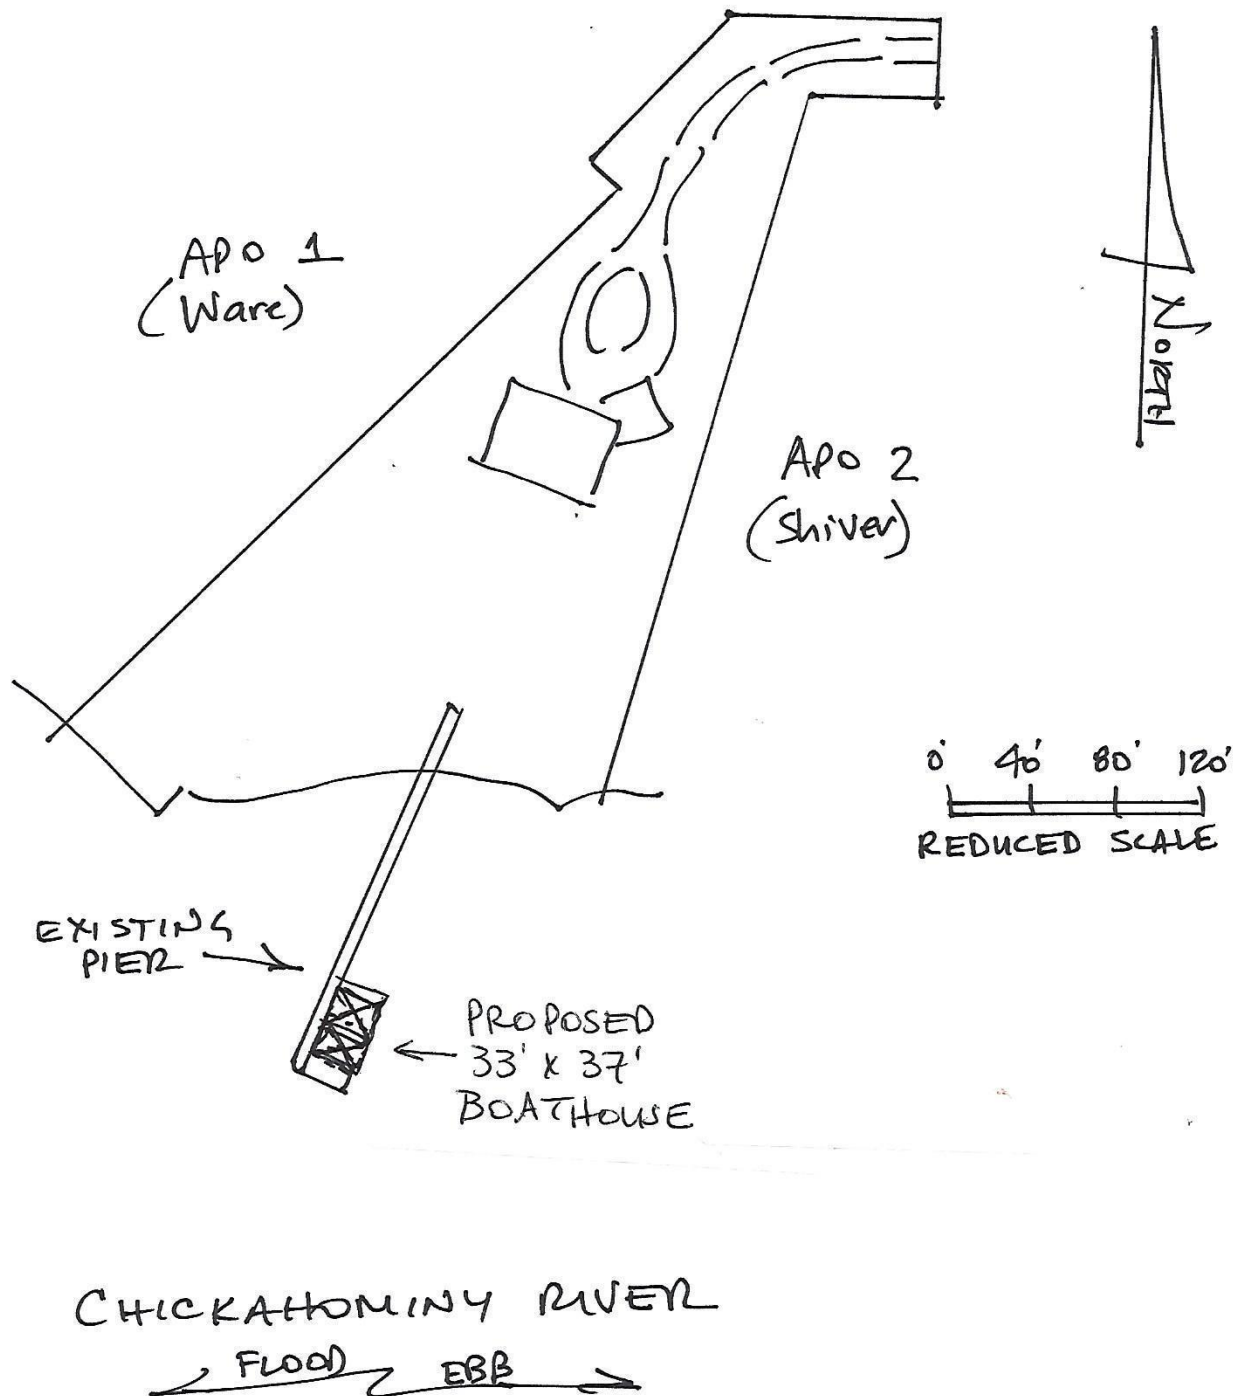 APO 1
(Ware)
NORTH
APO 2
(Shiver)
0' 40' 80' 120'
REDUCED SCALE
EXISTING
PIER
PROPOSED
33' x 37'
BOATHOUSE
CHICKAHOMINY RIVER
FLOOD EBB